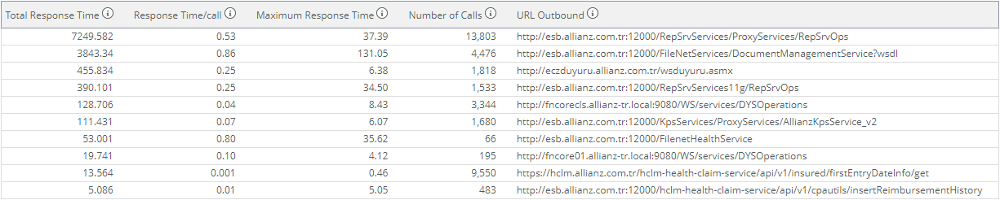 Total Response Time Response Time/call Maximum Response Time Number of Calls URL Outbound
7249.582 0.53 37.39 13,803 http://esb.allianz.com.tr:12000/RepSrvServices/ProxyServices/RepSrvOps
3843.34 0.86 131.05 4,476 http://esb.allianz.com.tr:12000/FileNetServices/DocumentManagementService?wsdl
455.834 0.25 6.38 1,818 http://eczduyuru.allianz.com.tr/wsduyuru.asmx
390.101 0.25 34.50 1,533 http://esb.allianz.com.tr:12000/RepSrvServices11g/RepSrvOps
128.706 0.04 8.43 3,344 http://fncorecls.allianz-tr.local:9080/WS/services/DYSOperations
111.431 0.07 6.07 1,680 http://esb.allianz.com.tr:12000/KpsServices/ProxyServices/AllianzKpsService_v2
53.001 0.80 35.62 66 http://esb.allianz.com.tr:12000/FilenetHealthService
19.741 0.10 4.12 195 http://fncore01.allianz-tr.local:9080/WS/services/DYSOperations
13.564 0.001 0.46 9,550 https://hclm.allianz.com.tr/hclm-health-claim-service/api/v1/insured/firstEntryDateInfo/get
5.086 0.01 5.05 483 http://esb.allianz.com.tr:12000/hclm-health-claim-service/api/v1/cpautils/insertReimbursementHistory